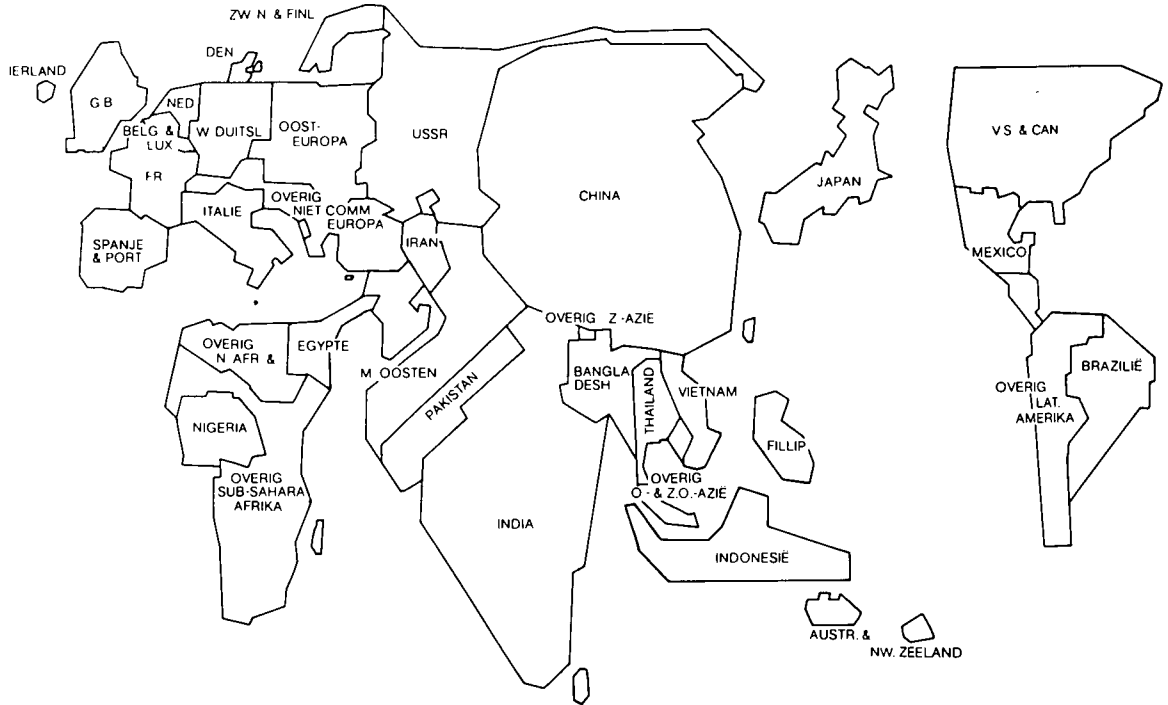 ZW N & FINL
DEN
IERLAND
G B
NED
BELG &
LUX
W DUITSL
OOST-
EUROPA
USSR
FR
ITALIE
OVERIG
NIET COMM
EUROPA
IRAN
SPANJE
& PORT
CHINA
JAPAN
V S & CAN
MEXICO
OVERIG Z -AZIE
OVERIG
N AFR &
EGYPTE
M OOSTEN
PAKISTAN
BANGLA
DESH
THAILAND
VIETNAM
FILLIP
NIGERIA
OVERIG
SUB-SAHARA
AFRIKA
INDIA
OVERIG
O - & Z.O.-AZIË
INDONESIË
AUSTR. &
NW. ZEELAND
BRAZILIË
OVERIG
LAT.
AMERIKA